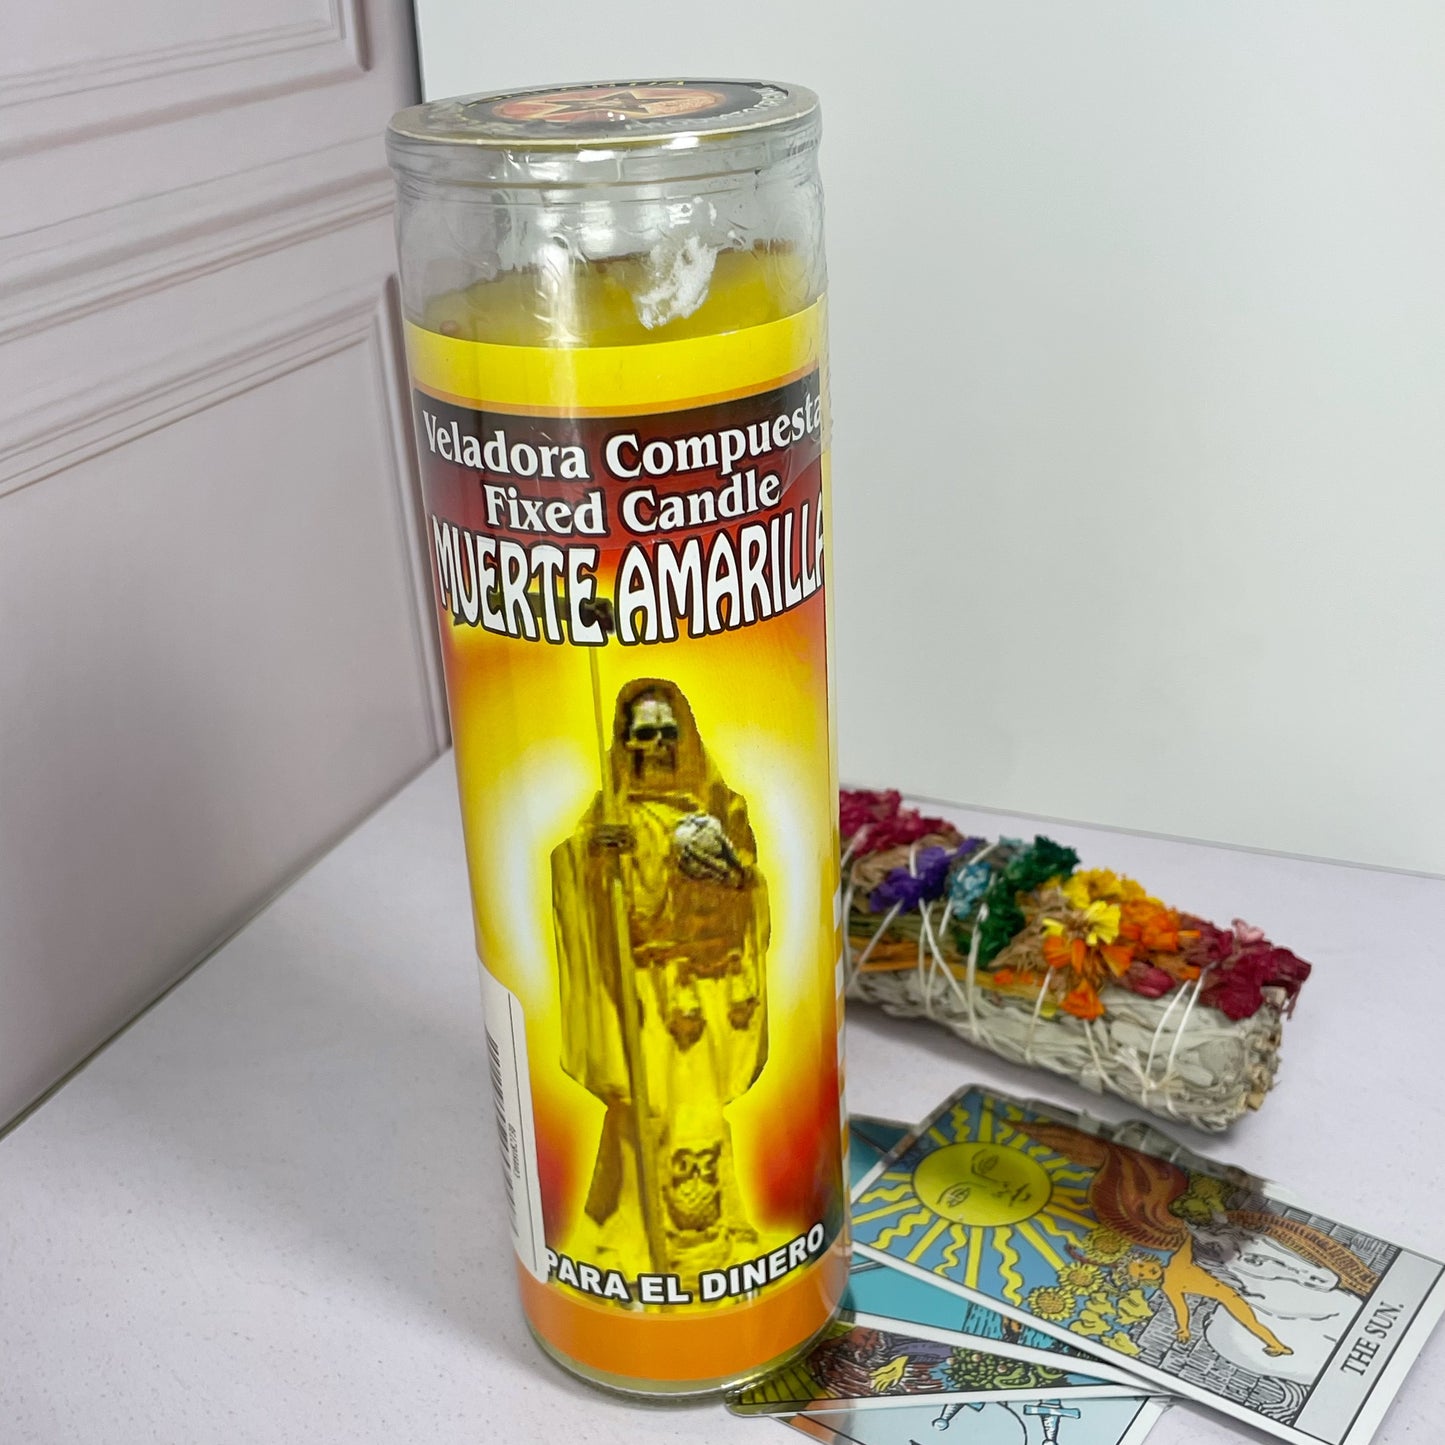 Veladora Compuesta
Fixed Candle
MUERTE AMARILLA
PARA EL DINERO
THE SUN.